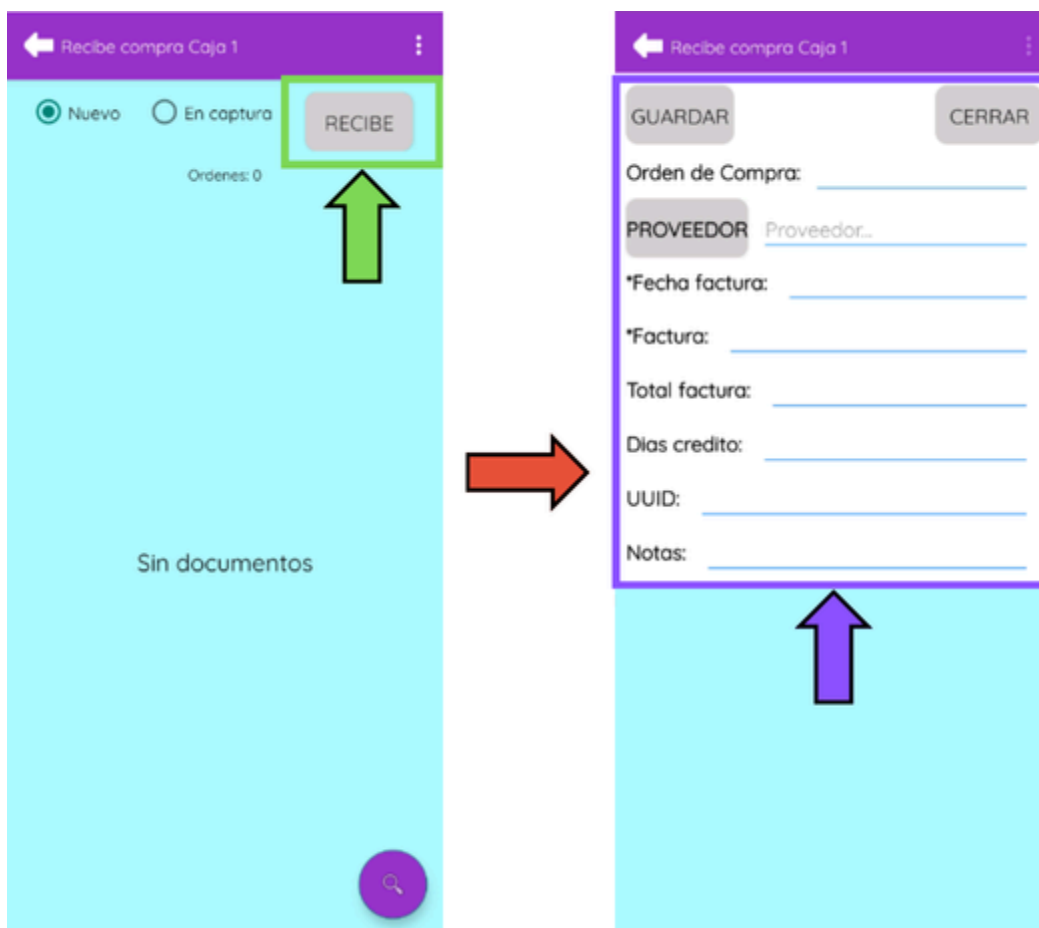 Recibe compra Caja 1
Nuevo En captura RECIBE
Ordenes: 0
Sin documentos
Recibe compra Caja 1
GUARDAR CERRAR
Orden de Compra:
PROVEEDOR Proveedor...
*Fecha factura:
*Factura:
Total factura:
Dias credito:
UUID:
Notas: